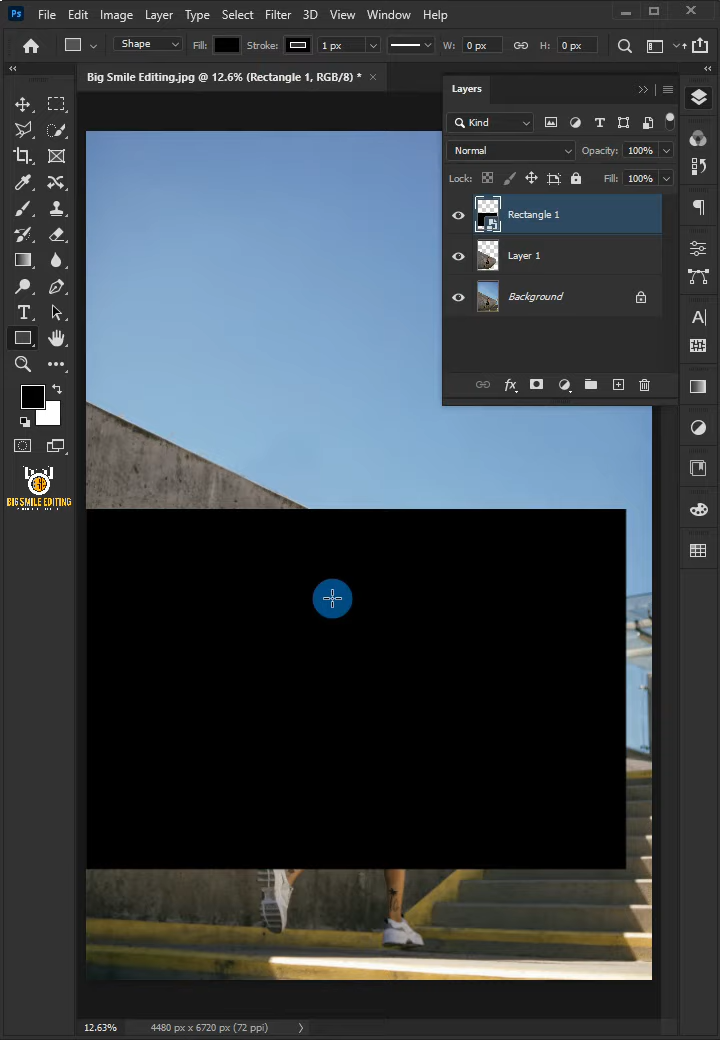 Ps File Edit Image Layer Type Select Filter 3D View Window Help
Shape Fill: Stroke: 1 px W: 0 px H: 0 px
Big Smile Editing.jpg @ 12.6% (Rectangle 1, RGB/8) *
Layers
Kind
Normal Opacity: 100%
Lock: Fill: 100%
Rectangle 1
Layer 1
Background
fx
BIG SMILE EDITING
12.63% 4480 px x 6720 px (72 ppi)